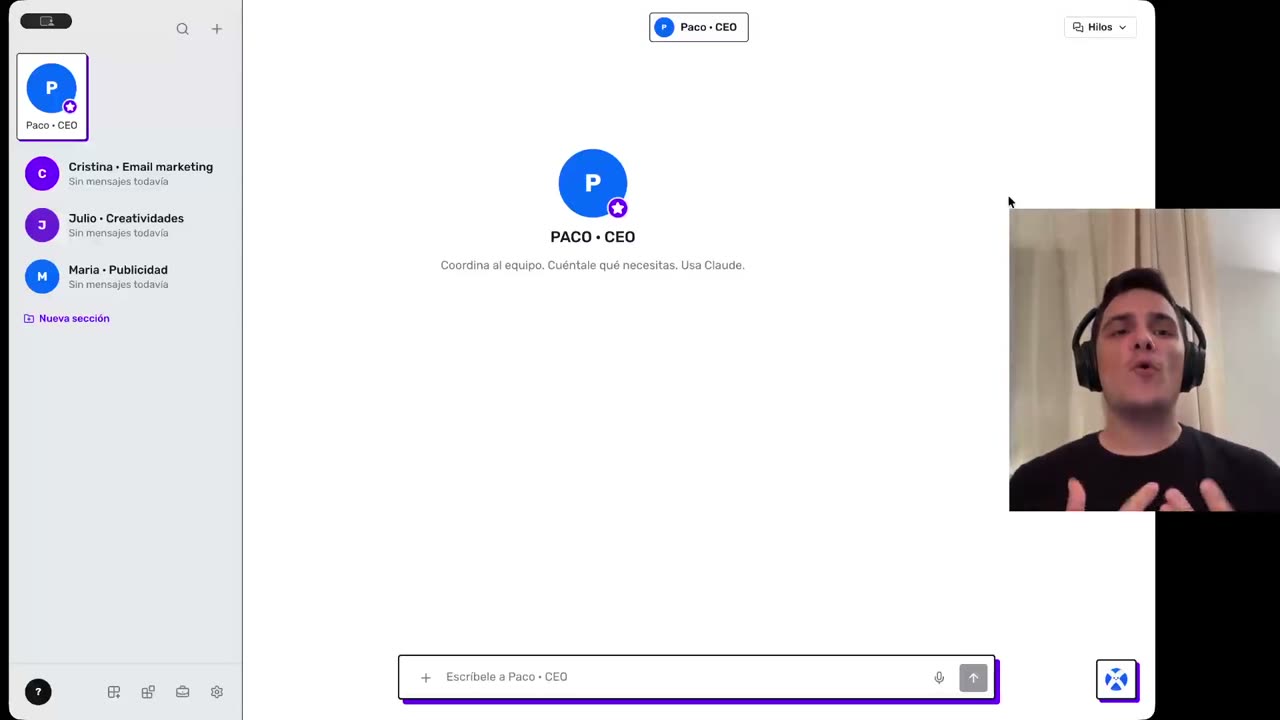 P
Paco • CEO
Hilos
P
Paco • CEO
C
Cristina • Email marketing
Sin mensajes todavía
J
Julio • Creatividades
Sin mensajes todavía
M
Maria • Publicidad
Sin mensajes todavía
Nueva sección
P
PACO • CEO
Coordina al equipo. Cuéntale qué necesitas. Usa Claude.
Escríbele a Paco • CEO
?